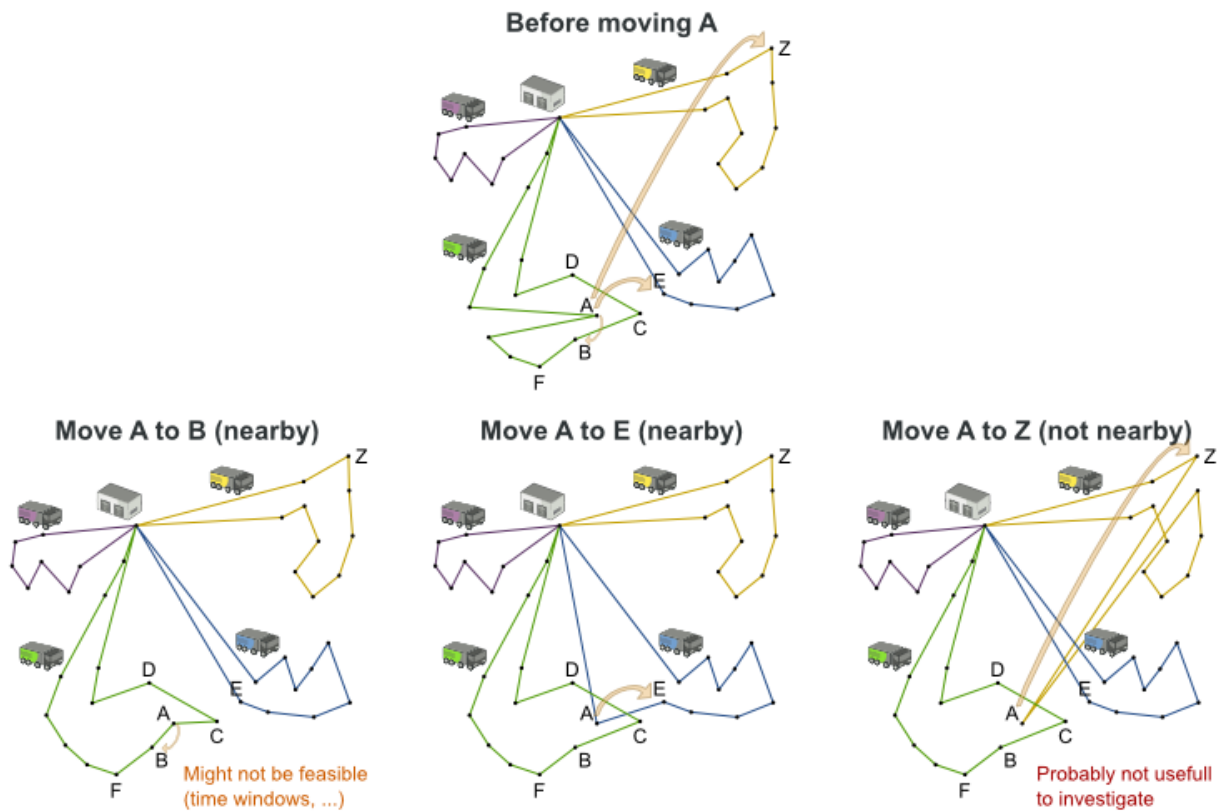 Before moving A
Z
D
E
A
C
B
F
Move A to B (nearby)
Move A to E (nearby)
Move A to Z (not nearby)
Z
D
E
A
C
B
F
Might not be feasible
(time windows, ...)
Z
D
E
A
C
B
F
Z
D
E
A
C
B
F
Probably not usefull
to investigate